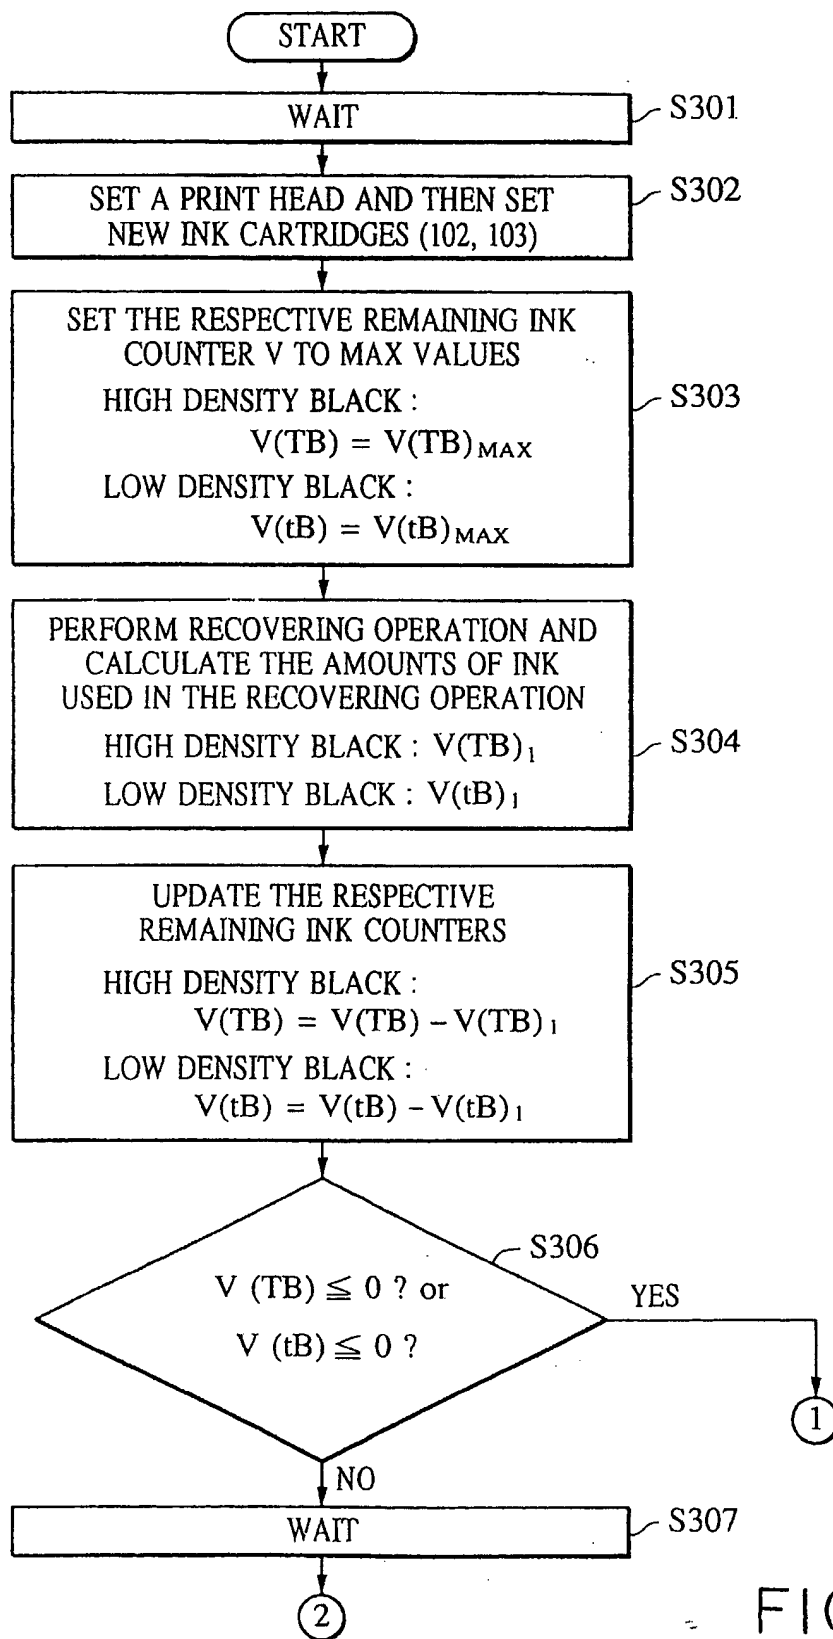 START
WAIT
S301
SET A PRINT HEAD AND THEN SET
NEW INK CARTRIDGES (102, 103)
S302
SET THE RESPECTIVE REMAINING INK
COUNTER V TO MAX VALUES
HIGH DENSITY BLACK :
V(TB) = V(TB)MAX
LOW DENSITY BLACK :
V(tB) = V(tB)MAX
S303
PERFORM RECOVERING OPERATION AND
CALCULATE THE AMOUNTS OF INK
USED IN THE RECOVERING OPERATION
HIGH DENSITY BLACK : V(TB)1
LOW DENSITY BLACK : V(tB)1
S304
UPDATE THE RESPECTIVE
REMAINING INK COUNTERS
HIGH DENSITY BLACK :
V(TB) = V(TB) – V(TB)1
LOW DENSITY BLACK :
V(tB) = V(tB) – V(tB)1
S305
S306
V (TB) ≦ 0 ? or
V (tB) ≦ 0 ?
YES
1
NO
WAIT
S307
2